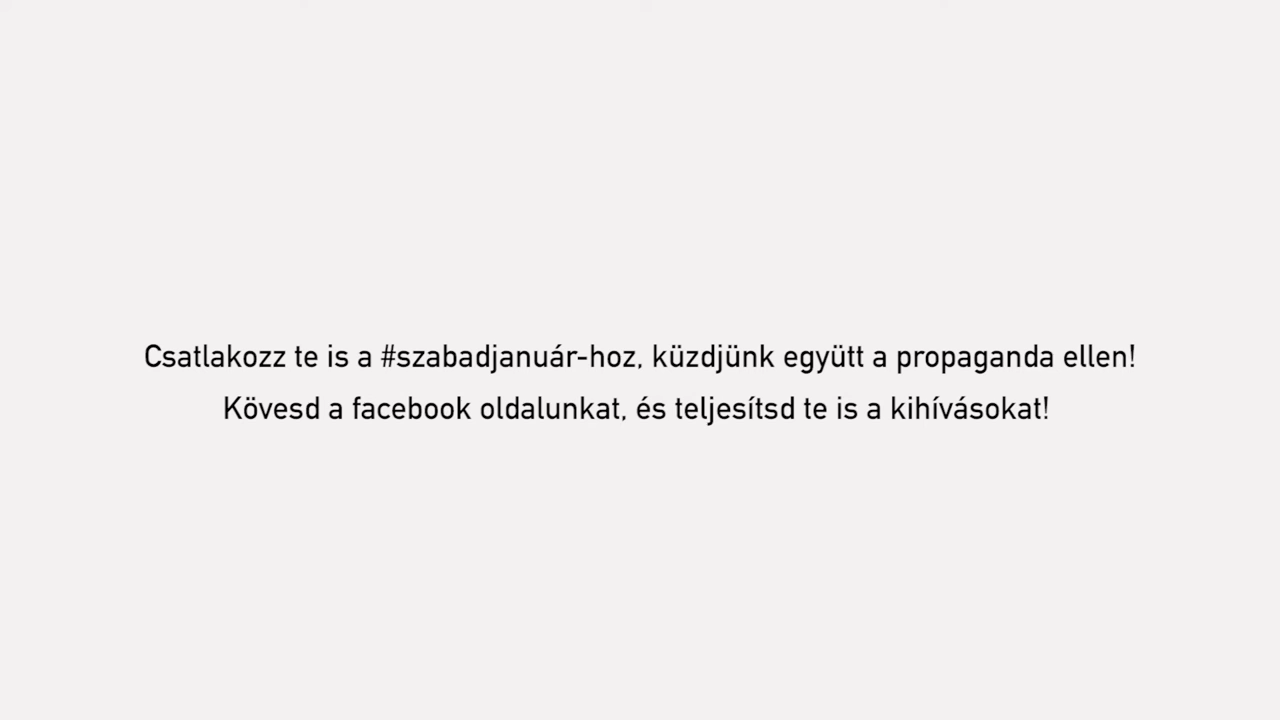 Csatlakozz te is a #szabadjanuár-hoz, küzdjünk együtt a propaganda ellen!
Kövesd a facebook oldalunkat, és teljesítsd te is a kihívásokat!